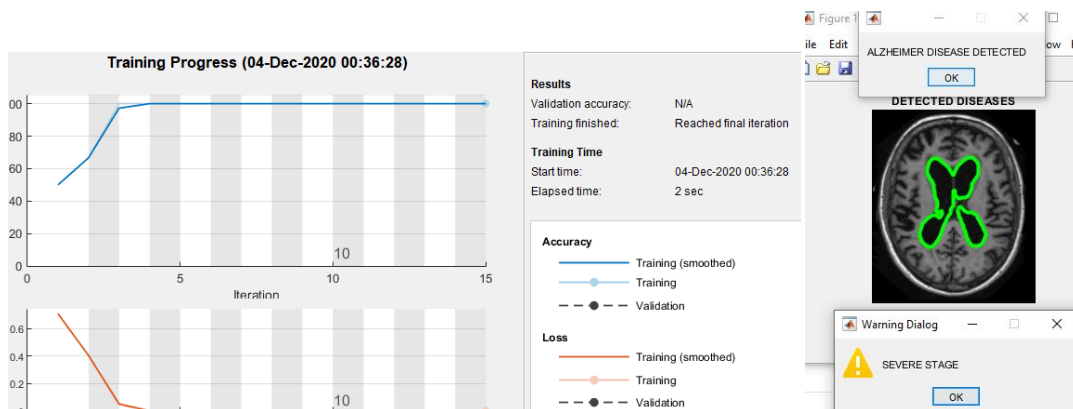 Training Progress (04-Dec-2020 00:36:28)
00
80
60
40
20
0
0 5 10 15
10
Iteration
0.6
0.4
0.2
10
Results
Validation accuracy: N/A
Training finished: Reached final iteration
Training Time
Start time: 04-Dec-2020 00:36:28
Elapsed time: 2 sec
Accuracy
Training (smoothed)
Training
Validation
Loss
Training (smoothed)
Training
Validation
Figure 1
ile Edit ow
ALZHEIMER DISEASE DETECTED
OK
DETECTED DISEASES
Warning Dialog
SEVERE STAGE
OK